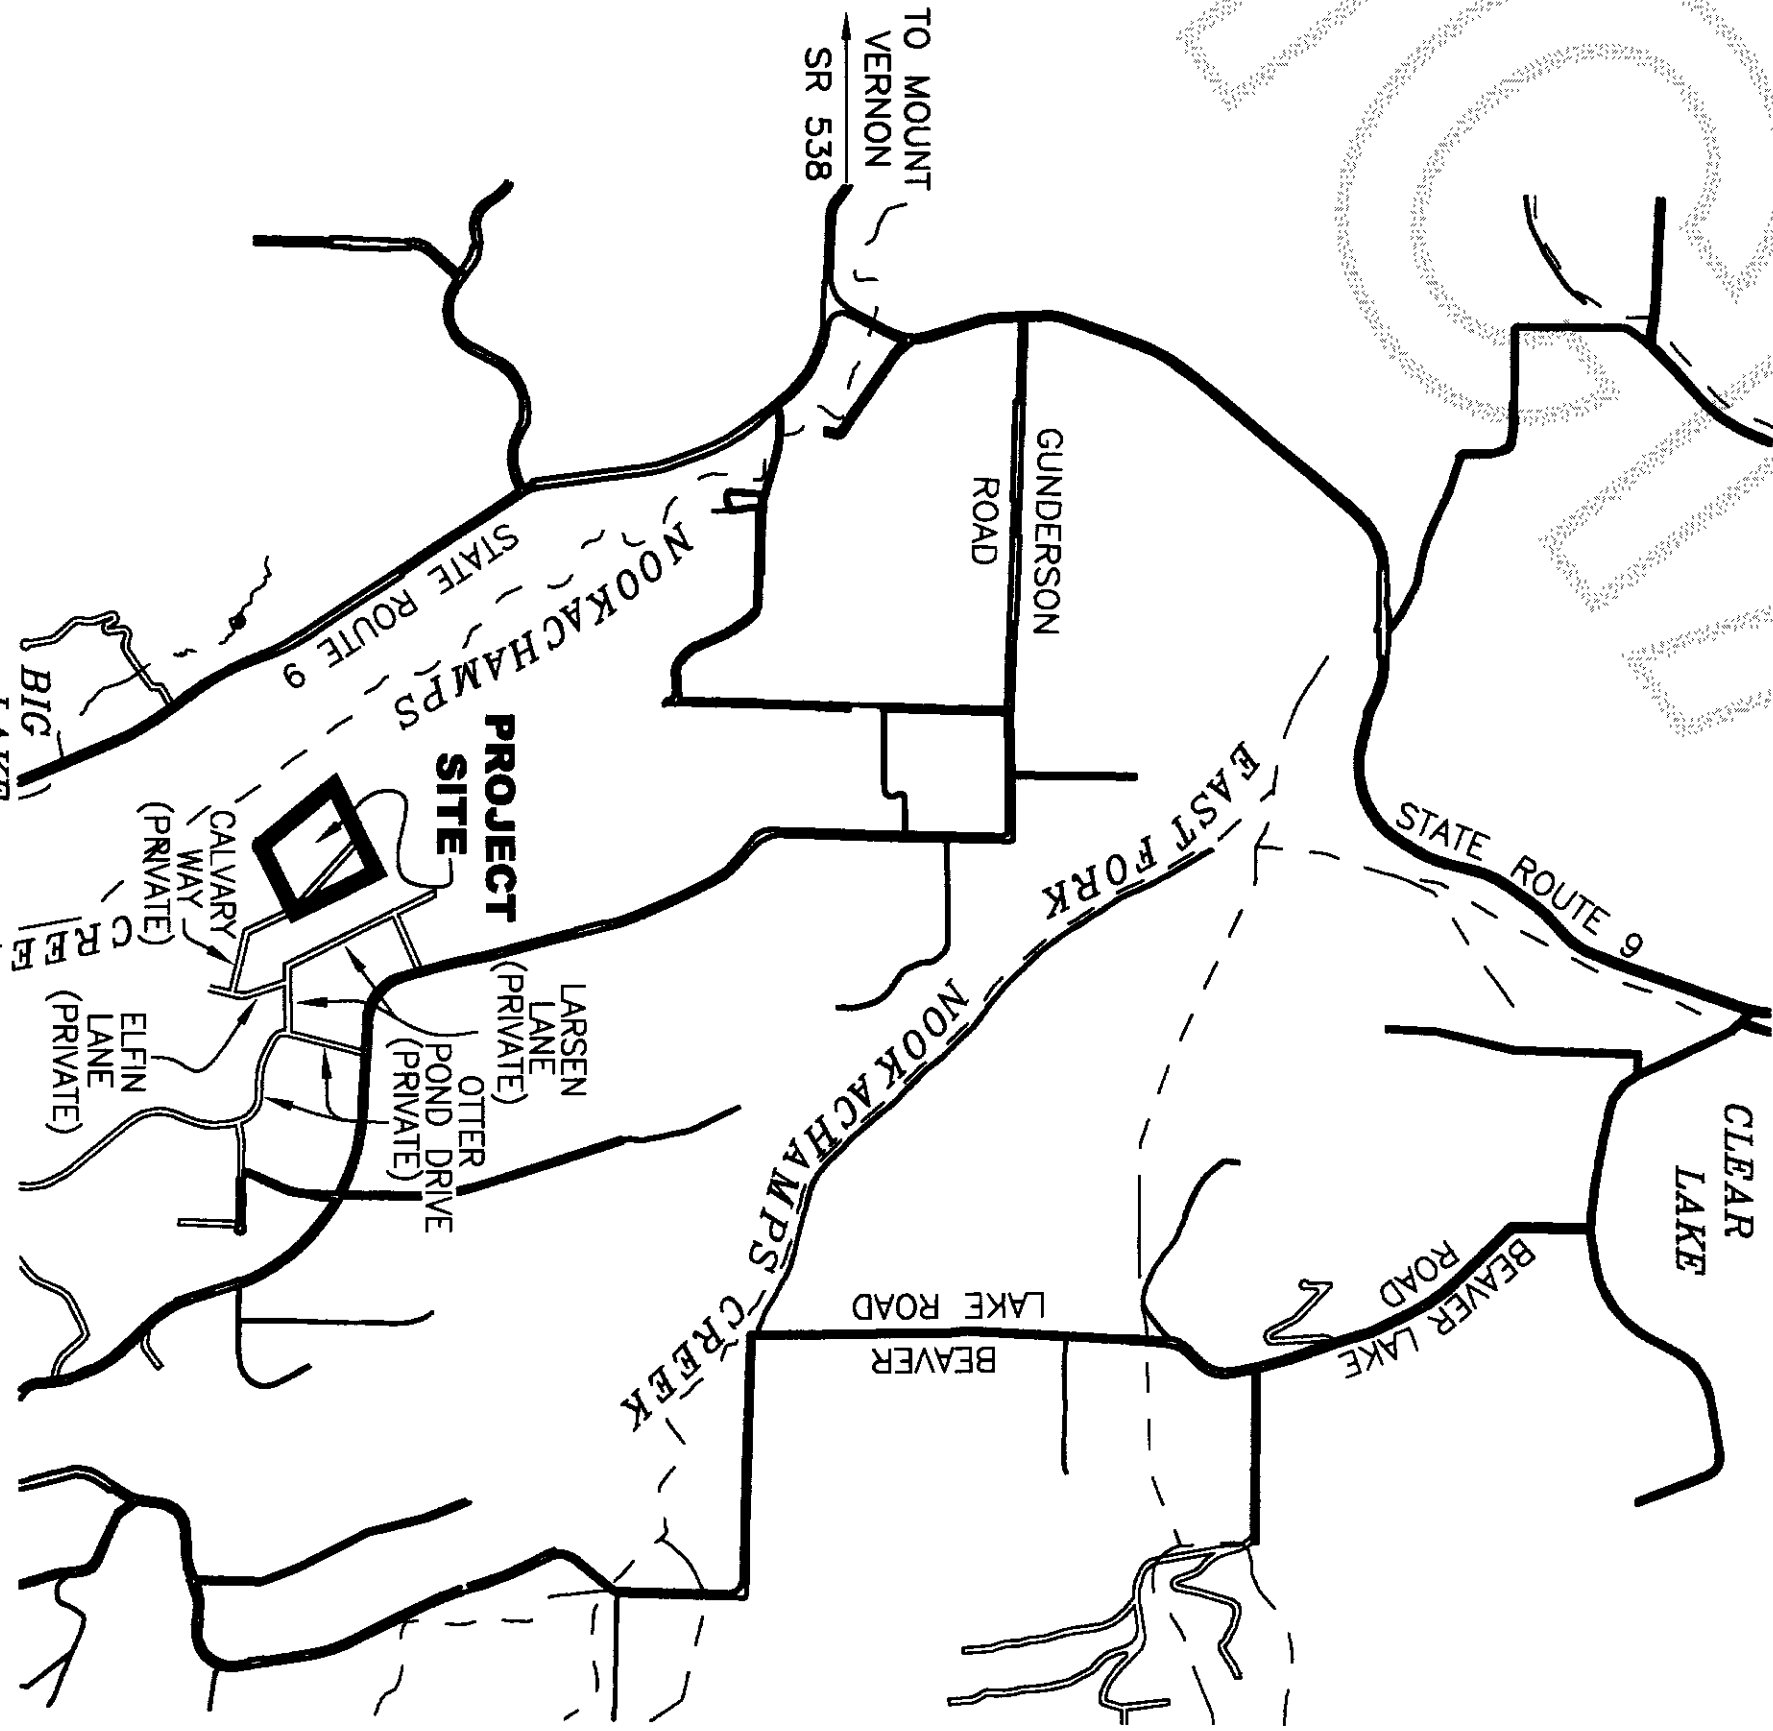 TO MOUNT
VERNON
SR 538
GUNDERSON
ROAD
STATE ROUTE 9
NOOKACHAMPS
BIG
LAKE
PROJECT
SITE
CALVARY
WAY
(PRIVATE)
LARSEN
LANE
(PRIVATE)
OTTER
POND DRIVE
(PRIVATE)
ELFIN
LANE
(PRIVATE)
EAST FORK
NOOKACHAMPS
CREEK
STATE ROUTE 9
CLEAR
LAKE
BEAVER LAKE
ROAD
BEAVER
LAKE ROAD